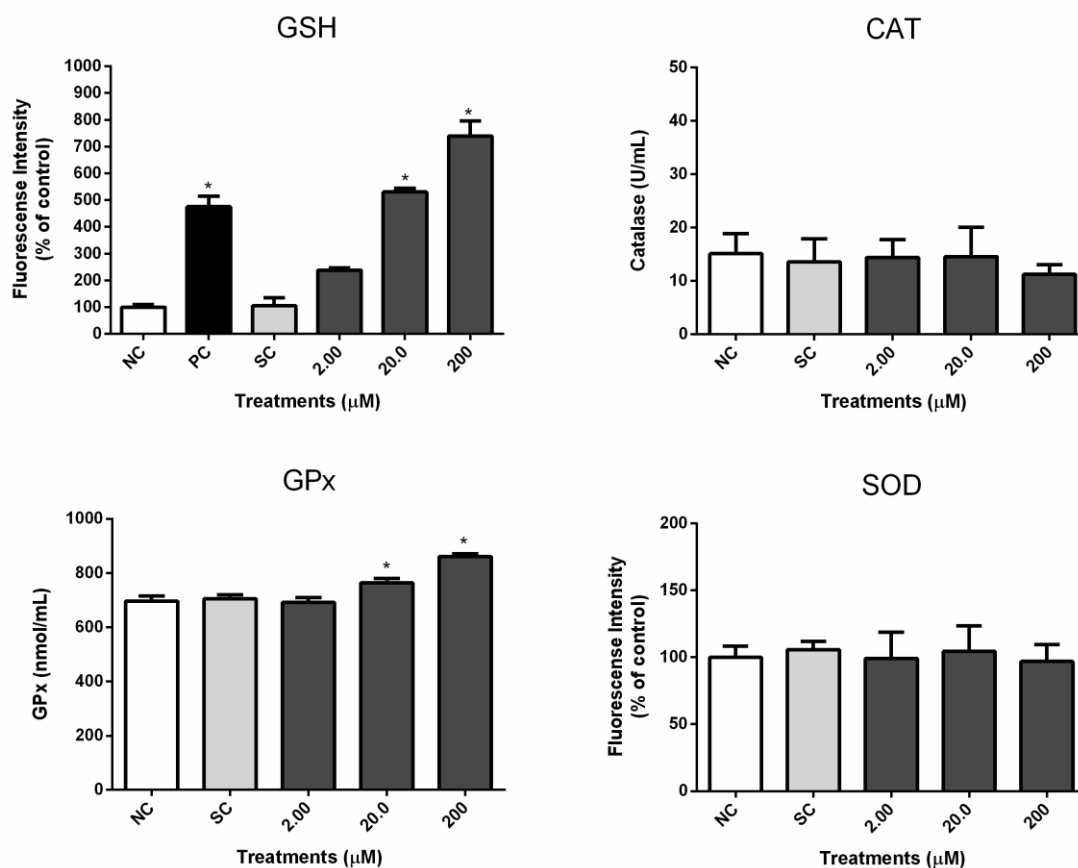 GSH
Fluorescense Intensity
(% of control)
1000
900
800
700
600
500
400
300
200
100
0
*
*
*
NC
PC
SC
2.00
20.0
200
Treatments (μM)
CAT
Catalase (U/mL)
50
40
30
20
10
0
NC
SC
2.00
20.0
200
Treatments (μM)
GPx
GPx (nmol/mL)
1000
800
600
400
200
0
*
*
NC
SC
2.00
20.0
200
Treatments (μM)
SOD
Fluorescense Intensity
(% of control)
200
150
100
50
0
NC
SC
2.00
20.0
200
Treatments (μM)